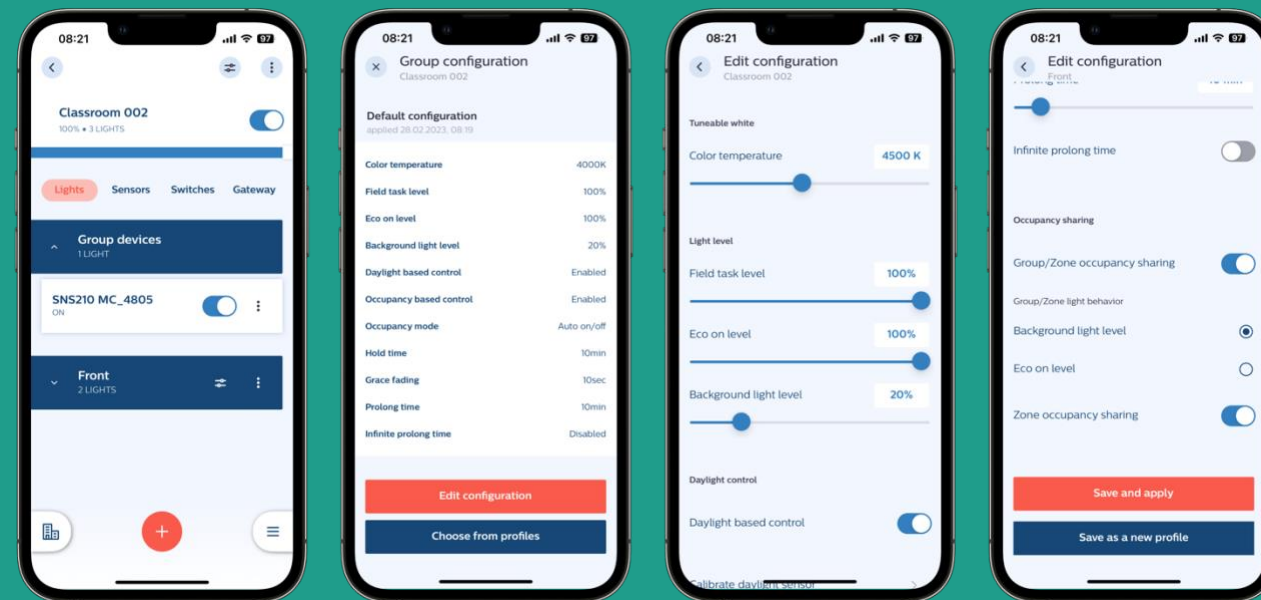 08:21
97
Classroom 002
100% • 3 LIGHTS
Lights Sensors Switches Gateway
Group devices
1 LIGHT
SNS210 MC_4805
ON
Front
2 LIGHTS
08:21
97
Group configuration
Classroom 002
Default configuration
applied 28.02.2023, 08:19
Color temperature 4000K
Field task level 100%
Eco on level 100%
Background light level 20%
Daylight based control Enabled
Occupancy based control Enabled
Occupancy mode Auto on/off
Hold time 10min
Grace fading 10sec
Prolong time 10min
Infinite prolong time Disabled
Edit configuration
Choose from profiles
08:21
97
Edit configuration
Classroom 002
Tuneable white
Color temperature 4500 K
Light level
Field task level 100%
Eco on level 100%
Background light level 20%
Daylight control
Daylight based control
Calibrate daylight sensor
08:21
97
Edit configuration
Front
Infinite prolong time
Occupancy sharing
Group/Zone occupancy sharing
Group/Zone light behavior
Background light level
Eco on level
Zone occupancy sharing
Save and apply
Save as a new profile